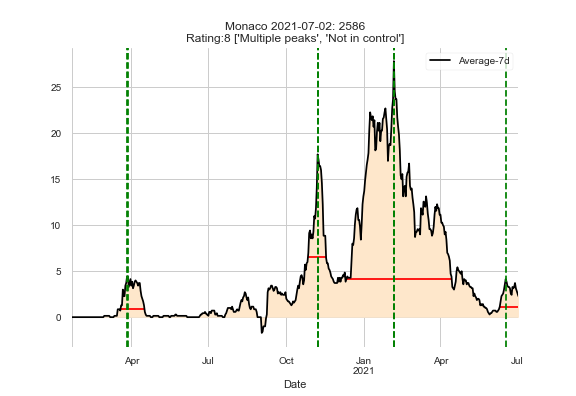 Monaco 2021-07-02: 2586
Rating:8 ['Multiple peaks', 'Not in control']
Average-7d
25
20
15
10
5
0
Apr Jul Oct Jan Apr Jul
2021
Date